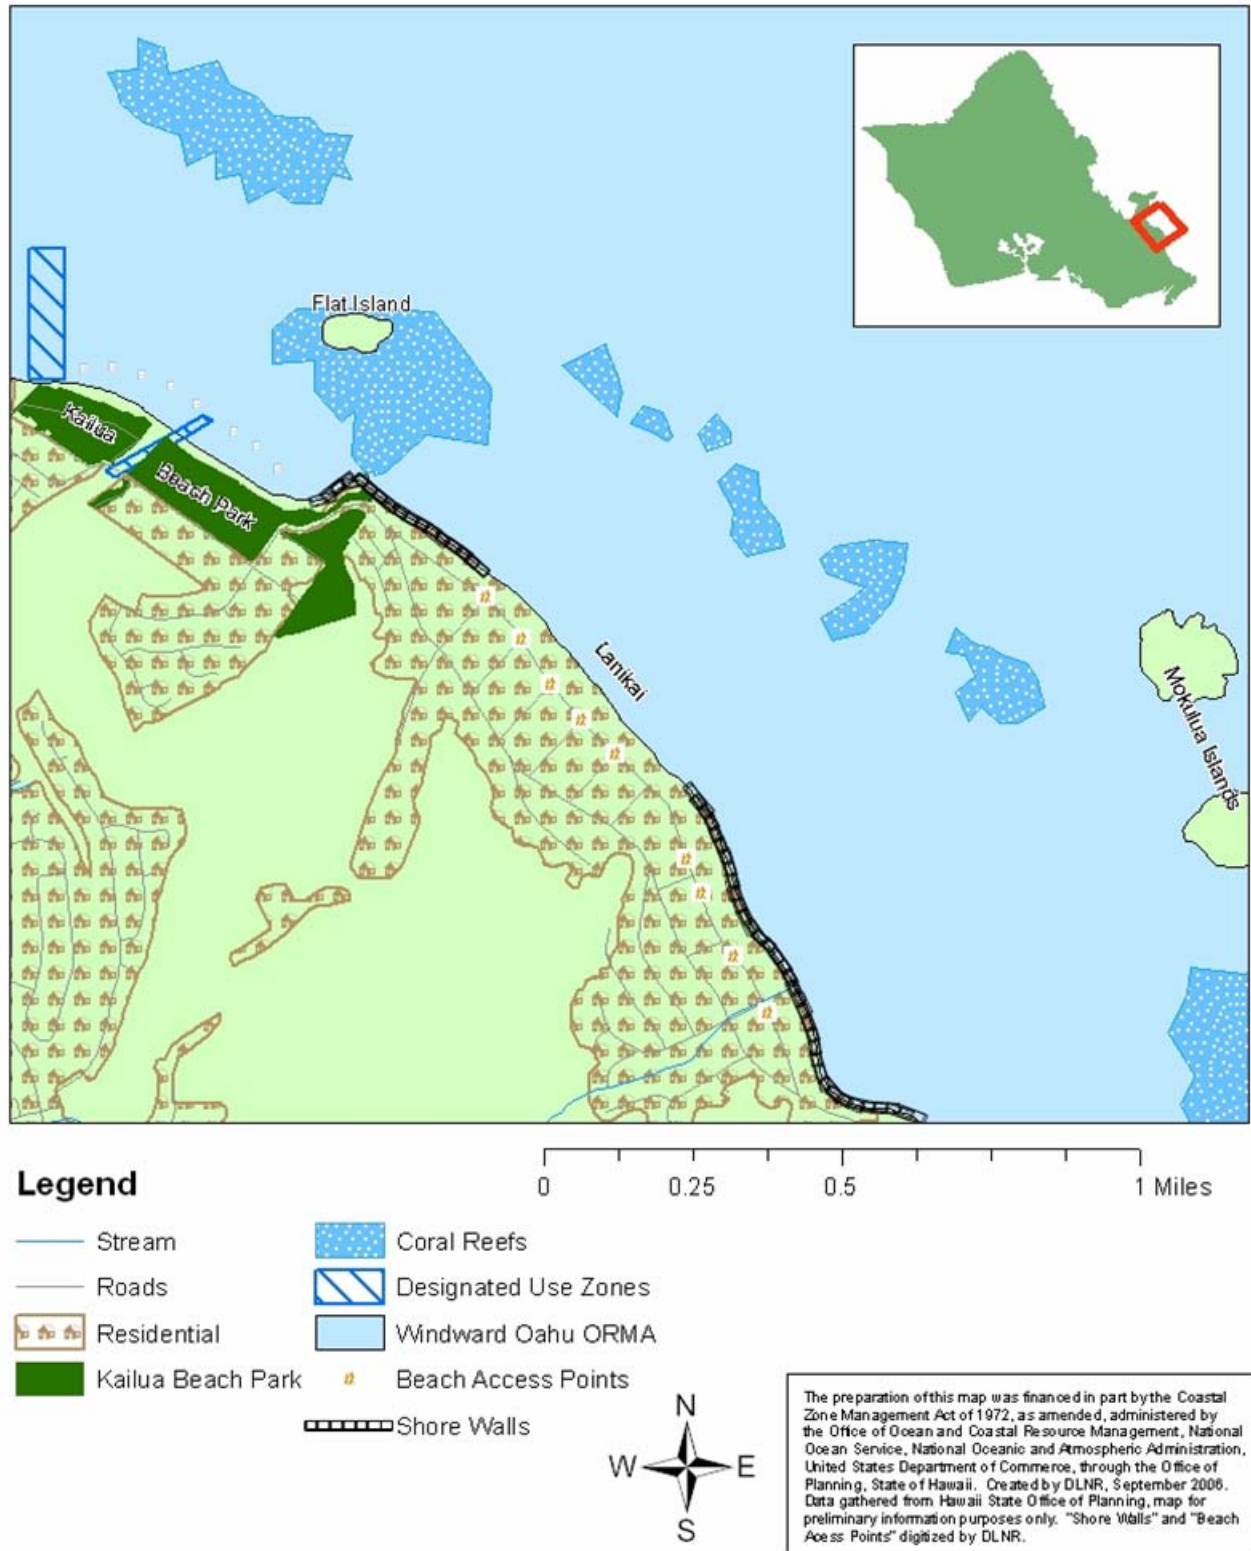 Flat Island
Kailua
Beach Park
Lanikai
Mokulua Islands
0
0.25
0.5
1 Miles
Legend
Stream
Roads
Residential
Kailua Beach Park
Coral Reefs
Designated Use Zones
Windward Oahu ORMA
Beach Access Points
Shore Walls
N
W
E
S
The preparation of this map was financed in part by the Coastal
Zone Management Act of 1972, as amended, administered by
the Office of Ocean and Coastal Resource Management, National
Ocean Service, National Oceanic and Atmospheric Administration,
United States Department of Commerce, through the Office of
Planning, State of Hawaii. Created by DLNR, September 2006.
Data gathered from Hawaii State Office of Planning, map for
preliminary information purposes only. "Shore Walls" and "Beach
Acess Points" digitized by DLNR.